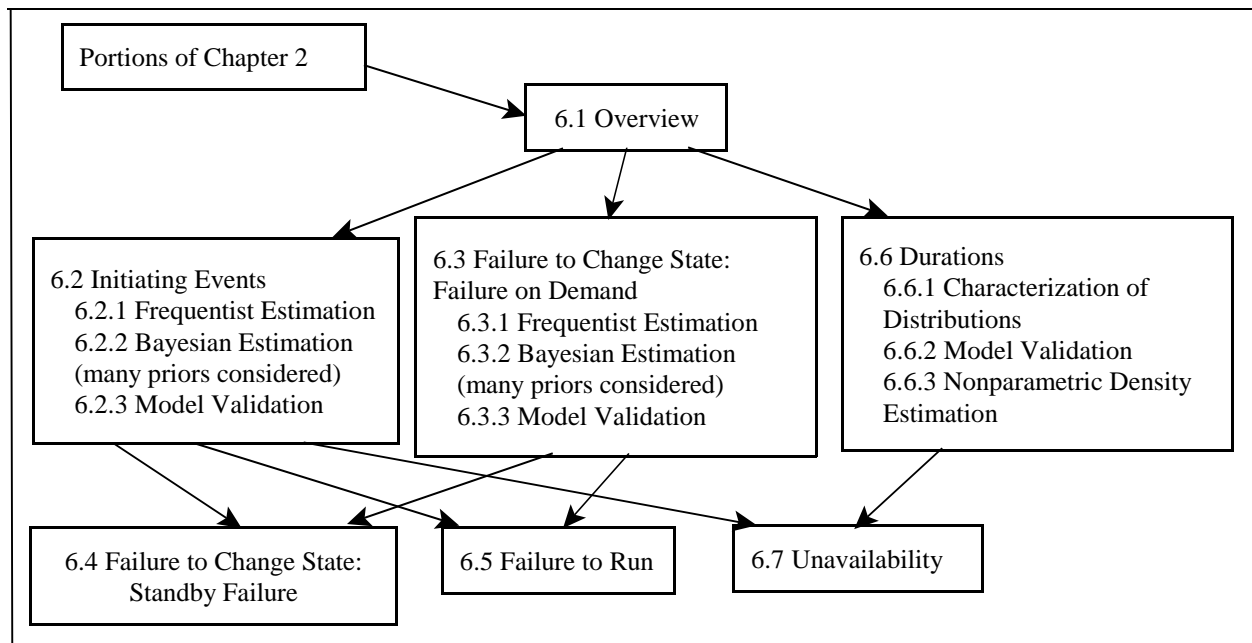 Portions of Chapter 2
6.1 Overview
6.2 Initiating Events
6.2.1 Frequentist Estimation
6.2.2 Bayesian Estimation
(many priors considered)
6.2.3 Model Validation
6.3 Failure to Change State:
Failure on Demand
6.3.1 Frequentist Estimation
6.3.2 Bayesian Estimation
(many priors considered)
6.3.3 Model Validation
6.6 Durations
6.6.1 Characterization of
Distributions
6.6.2 Model Validation
6.6.3 Nonparametric Density
Estimation
6.4 Failure to Change State:
Standby Failure
6.5 Failure to Run
6.7 Unavailability